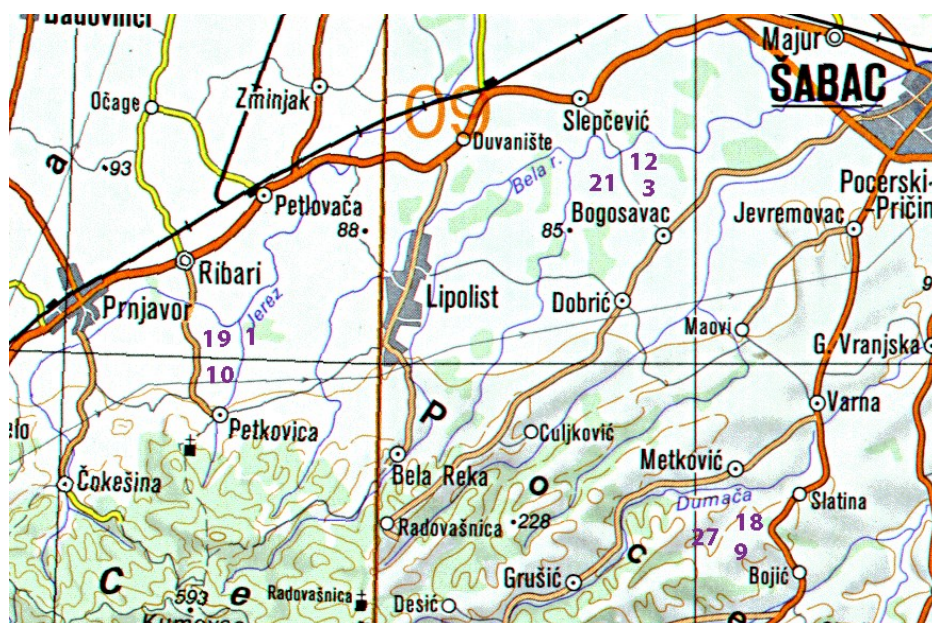 Badovinci
Majur
ŠABAC
Očage
Zminjak
09
Slepčević
Duvanište
a
93
Bela r.
12
21
3
Petlovača
Pocerski-
Pričin
Bogosavac
Jevremovac
88
85
Ribari
Lipolist
Dobrić
Prnjavor
Jerez
Maovi
19
1
G. Vranjska
10
Varna
P
Petkovica
Culjković
Bela Reka
Metković
Čokešina
o
Dumača
Slatina
Radovašnica
228
18
27
9
c
Grušić
Bojić
C
e
593
Radovašnica
Desić
e